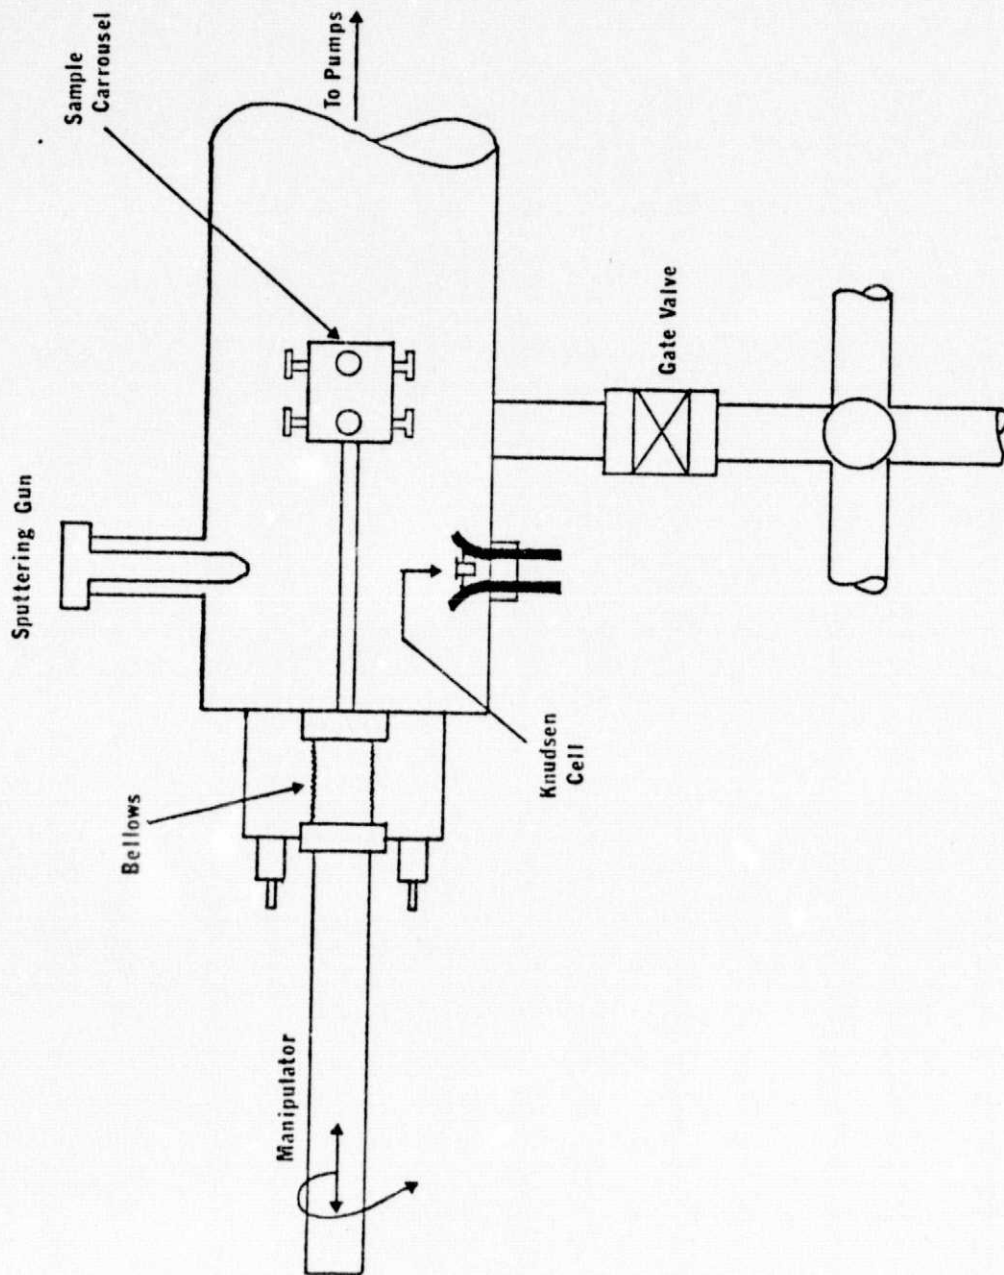 Sputtering Gun
Sample
Carrousel
To Pumps
Bellows
Manipulator
Knudsen
Cell
Gate Valve